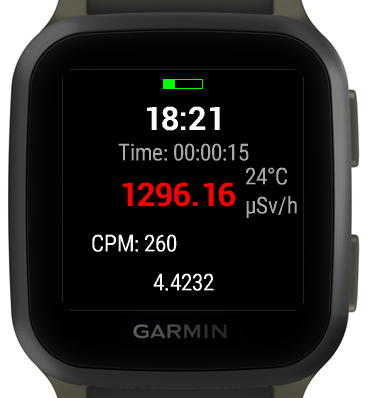 18:21
Time: 00:00:15
24°C
1296.16 µSv/h
CPM: 260
4.4232
GARMIN